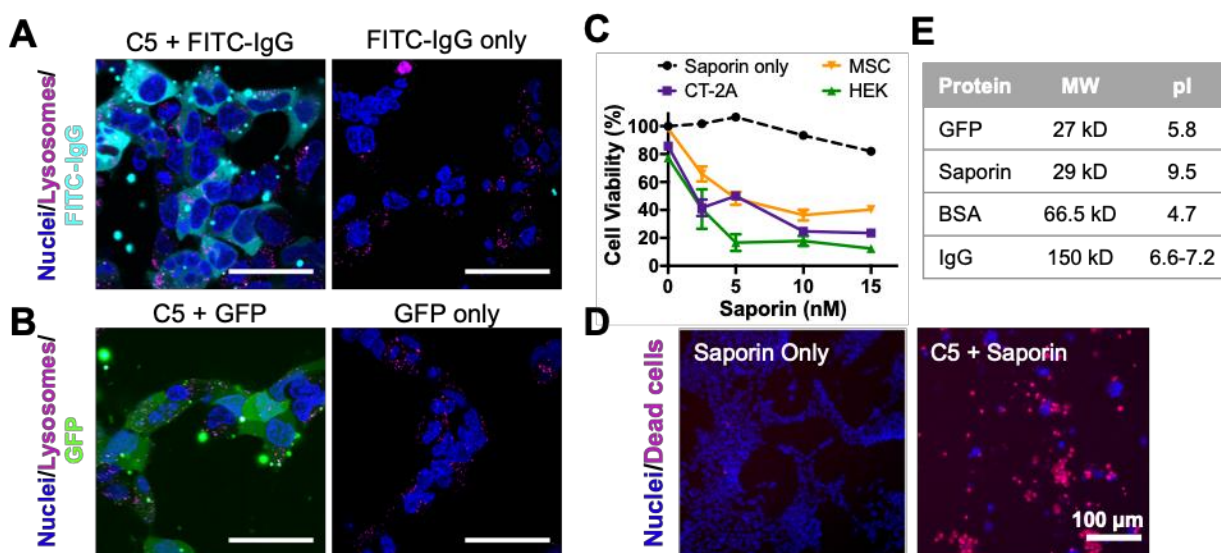 A
C5 + FITC-IgG
FITC-IgG only
Nuclei/Lysosomes/
FITC-IgG
B
C5 + GFP
GFP only
Nuclei/Lysosomes/
GFP
C
Saporin only
MSC
CT-2A
HEK
Cell Viability (%)
100
80
60
40
20
0
0 5 10 15
Saporin (nM)
D
Saporin Only
C5 + Saporin
Nuclei/Dead cells
100 µm
E
Protein MW pI
GFP 27 kD 5.8
Saporin 29 kD 9.5
BSA 66.5 kD 4.7
IgG 150 kD 6.6-7.2